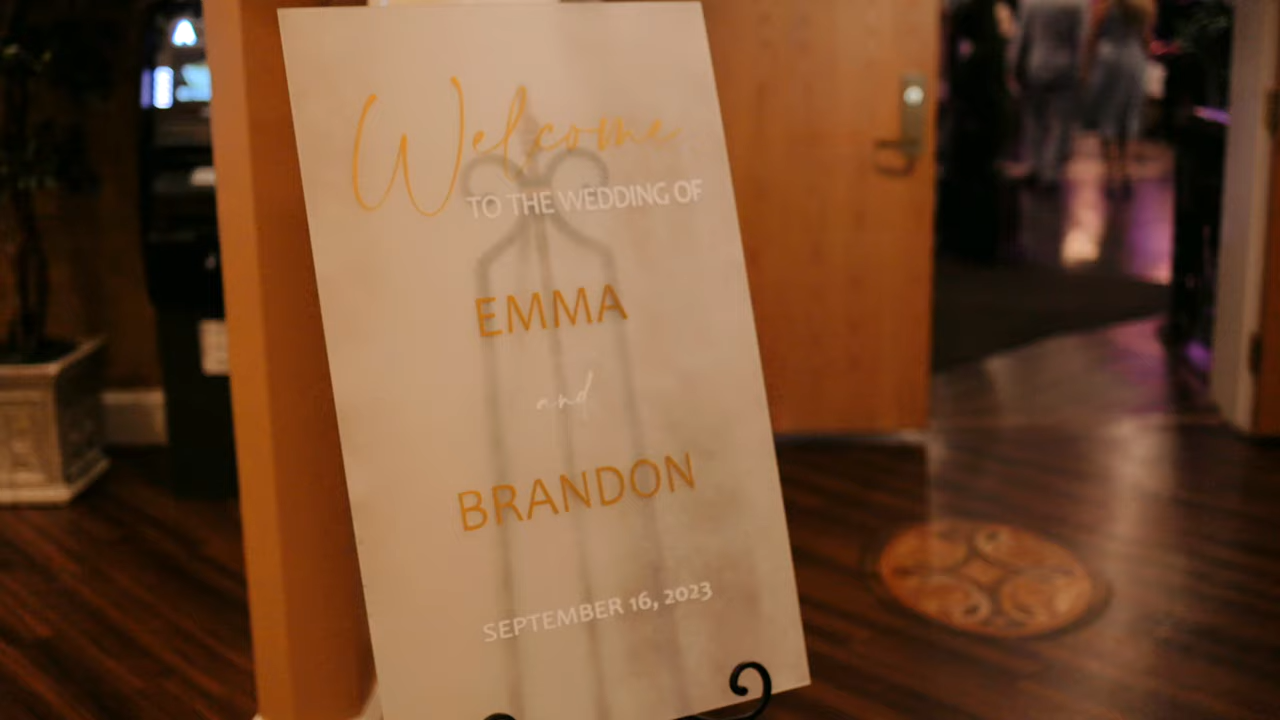 Welcome
TO THE WEDDING OF
EMMA
and
BRANDON
SEPTEMBER 16, 2023